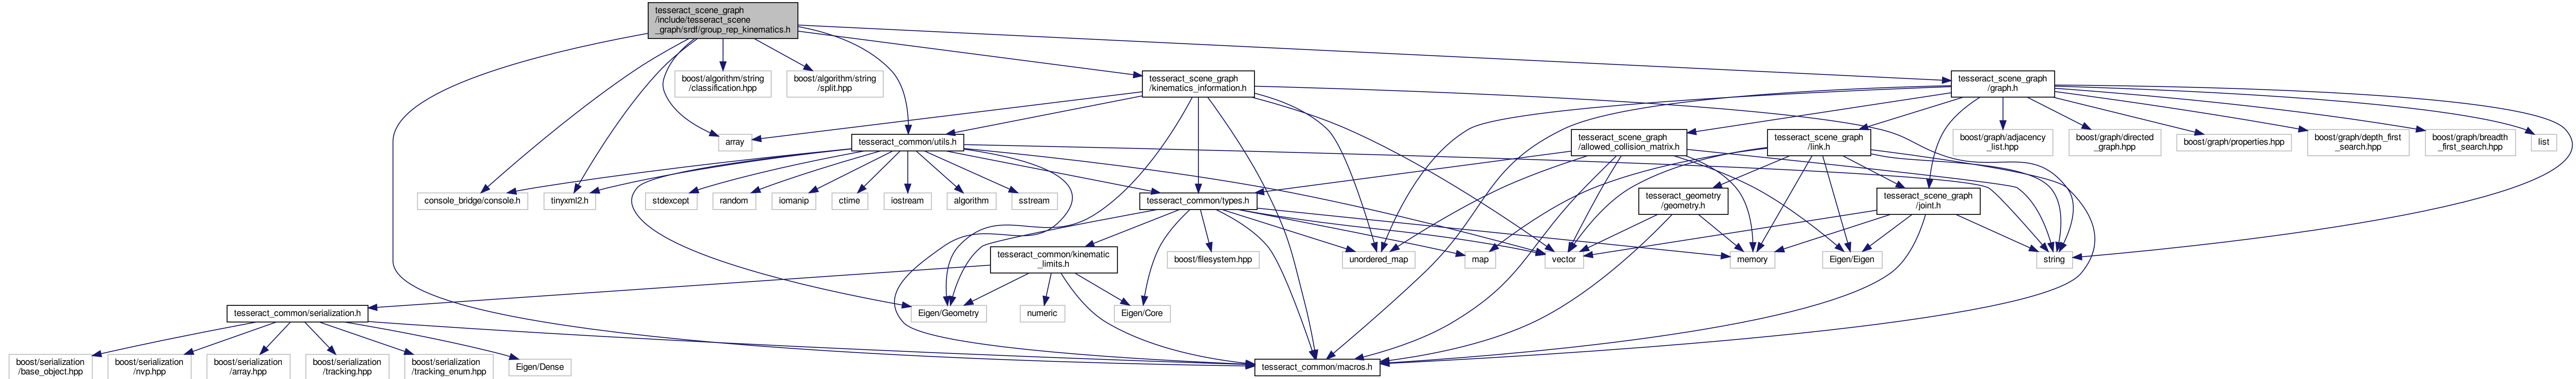 tesseract_scene_graph
/include/tesseract_scene
_graph/srdf/group_rep_kinematics.h
boost/algorithm/string
/classification.hpp
boost/algorithm/string
/split.hpp
tesseract_scene_graph
/kinematics_information.h
tesseract_scene_graph
/graph.h
array
tesseract_common/utils.h
tesseract_scene_graph
/allowed_collision_matrix.h
tesseract_scene_graph
/link.h
boost/graph/adjacency
_list.hpp
boost/graph/directed
_graph.hpp
boost/graph/properties.hpp
boost/graph/depth_first
_search.hpp
boost/graph/breadth
_first_search.hpp
list
console_bridge/console.h
tinyxml2.h
stdexcept
random
iomanip
ctime
iostream
algorithm
sstream
tesseract_common/types.h
tesseract_geometry
/geometry.h
tesseract_scene_graph
/joint.h
tesseract_common/kinematic
_limits.h
boost/filesystem.hpp
unordered_map
map
vector
memory
Eigen/Eigen
string
tesseract_common/serialization.h
Eigen/Geometry
numeric
Eigen/Core
boost/serialization
/base_object.hpp
boost/serialization
/nvp.hpp
boost/serialization
/array.hpp
boost/serialization
/tracking.hpp
boost/serialization
/tracking_enum.hpp
Eigen/Dense
tesseract_common/macros.h